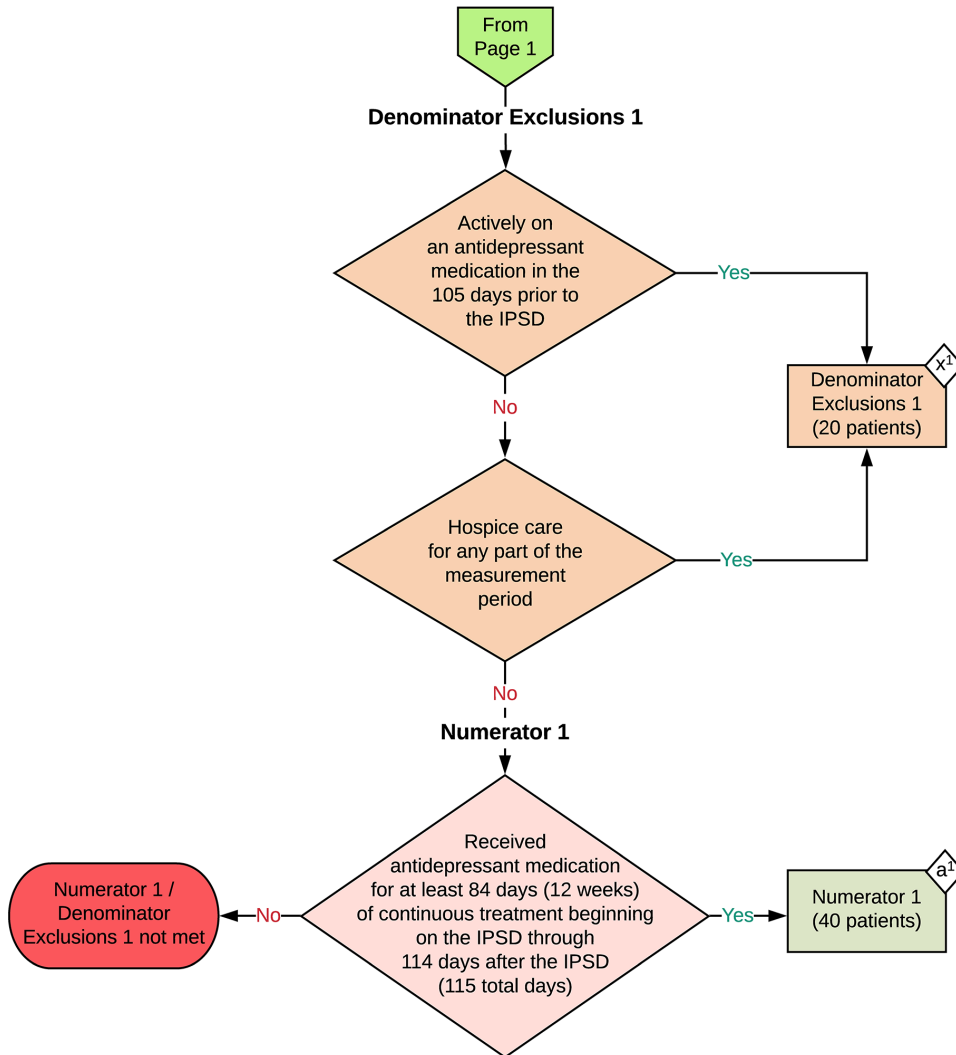 From
Page 1
Denominator Exclusions 1
Actively on
an antidepressant
medication in the
105 days prior to
the IPSD
Yes
x¹
Denominator
Exclusions 1
(20 patients)
No
Hospice care
for any part of the
measurement
period
Yes
No
Numerator 1
Received
antidepressant medication
for at least 84 days (12 weeks)
of continuous treatment beginning
on the IPSD through
114 days after the IPSD
(115 total days)
No
Numerator 1 /
Denominator
Exclusions 1 not met
Yes
a¹
Numerator 1
(40 patients)